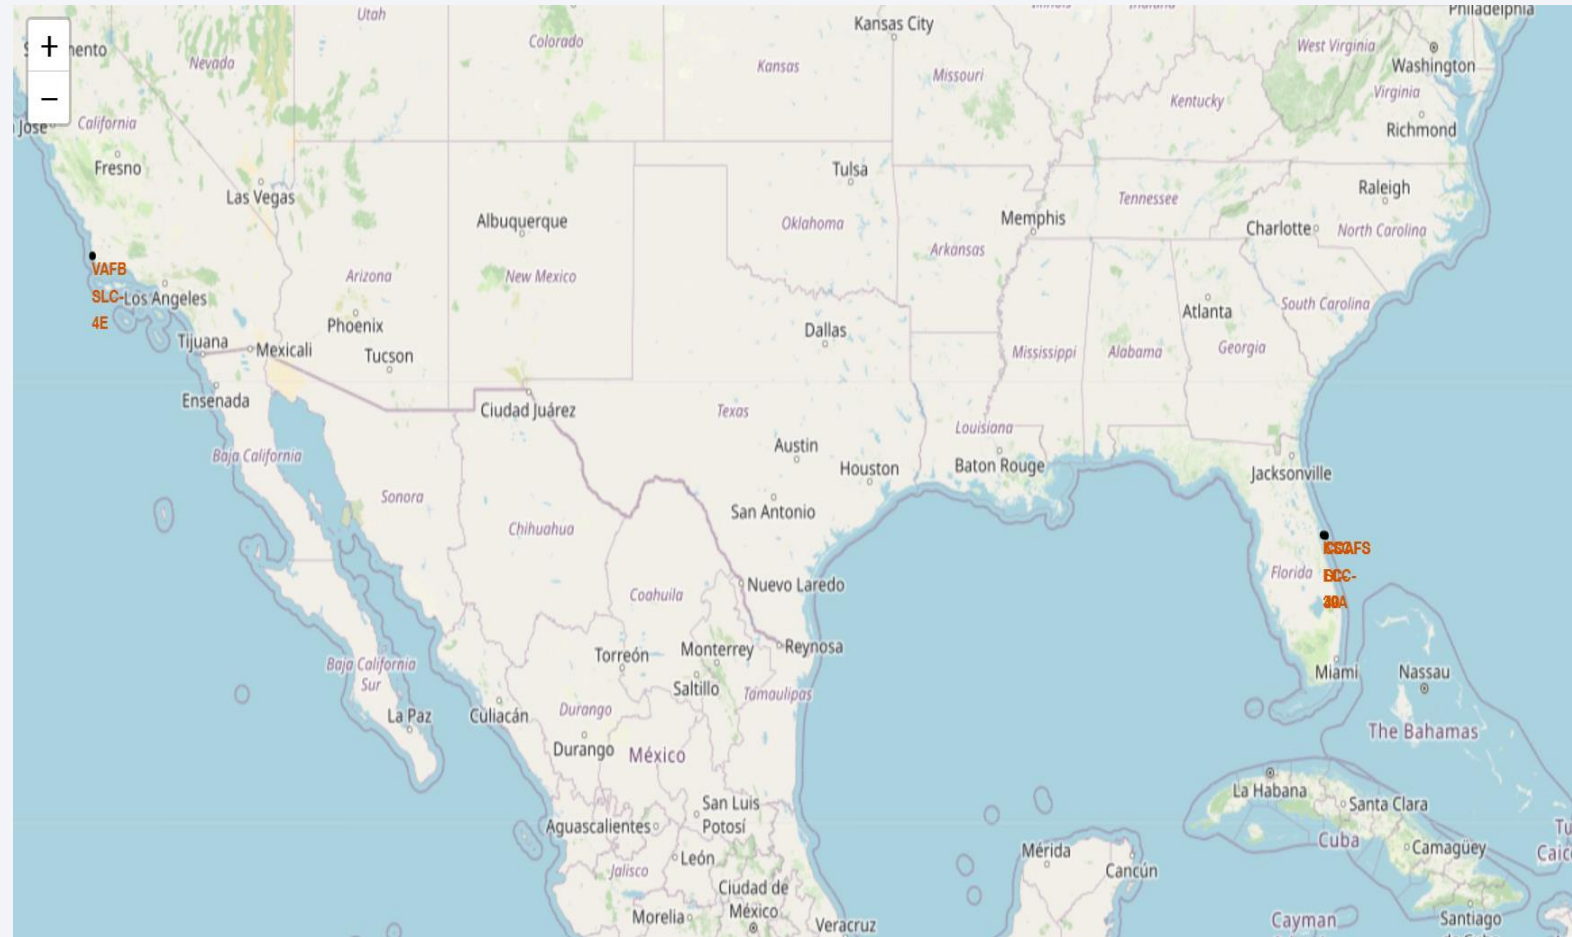 Utah
Colorado
Kansas City
Philadelphia
Nevada
Kansas
Missouri
West Virginia
Washington
Virginia
Kentucky
Richmond
California
Fresno
Las Vegas
Albuquerque
Tulsa
Oklahoma
Memphis
Tennessee
Raleigh
Charlotte
North Carolina
Arkansas
Arizona
New Mexico
VAFB
SLC-
4E
Los Angeles
Phoenix
Tucson
Dallas
Atlanta
South Carolina
Tijuana
Mexicali
Mississippi
Alabama
Georgia
Ensenada
Ciudad Juárez
Texas
Louisiana
Austin
Houston
Baton Rouge
Jacksonville
Baja California
Sonora
Chihuahua
San Antonio
Florida
Coahuila
Nuevo Laredo
Torreón
Monterrey
Reynosa
Saltillo
Tamaulipas
Baja California
Sur
La Paz
Culiacán
Durango
Durango
México
Miami
Nassau
The Bahamas
La Habana
Santa Clara
Cuba
Camagüey
San Luis
Potosí
Aguascalientes
León
Jalisco
Mérida
Cancún
Ciudad de
México
Morelia
Veracruz
Cayman
Santiago